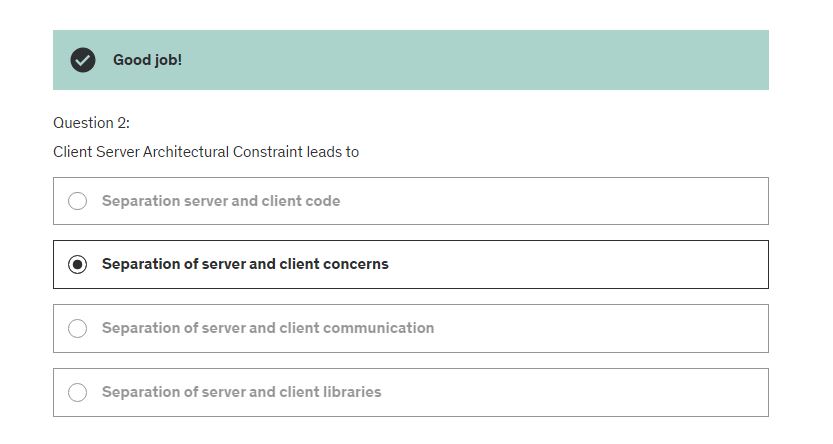 Good job!
Question 2:
Client Server Architectural Constraint leads to
Separation server and client code
Separation of server and client concerns
Separation of server and client communication
Separation of server and client libraries